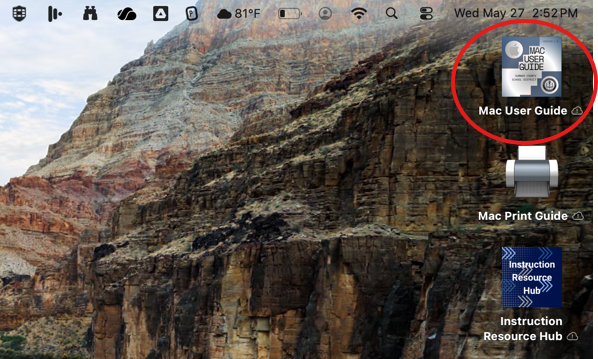 81°F
Wed May 27 2:52 PM
MAC
USER
GUIDE
Mac User Guide
Mac Print Guide
Instruction
Resource
Hub
Instruction
Resource Hub